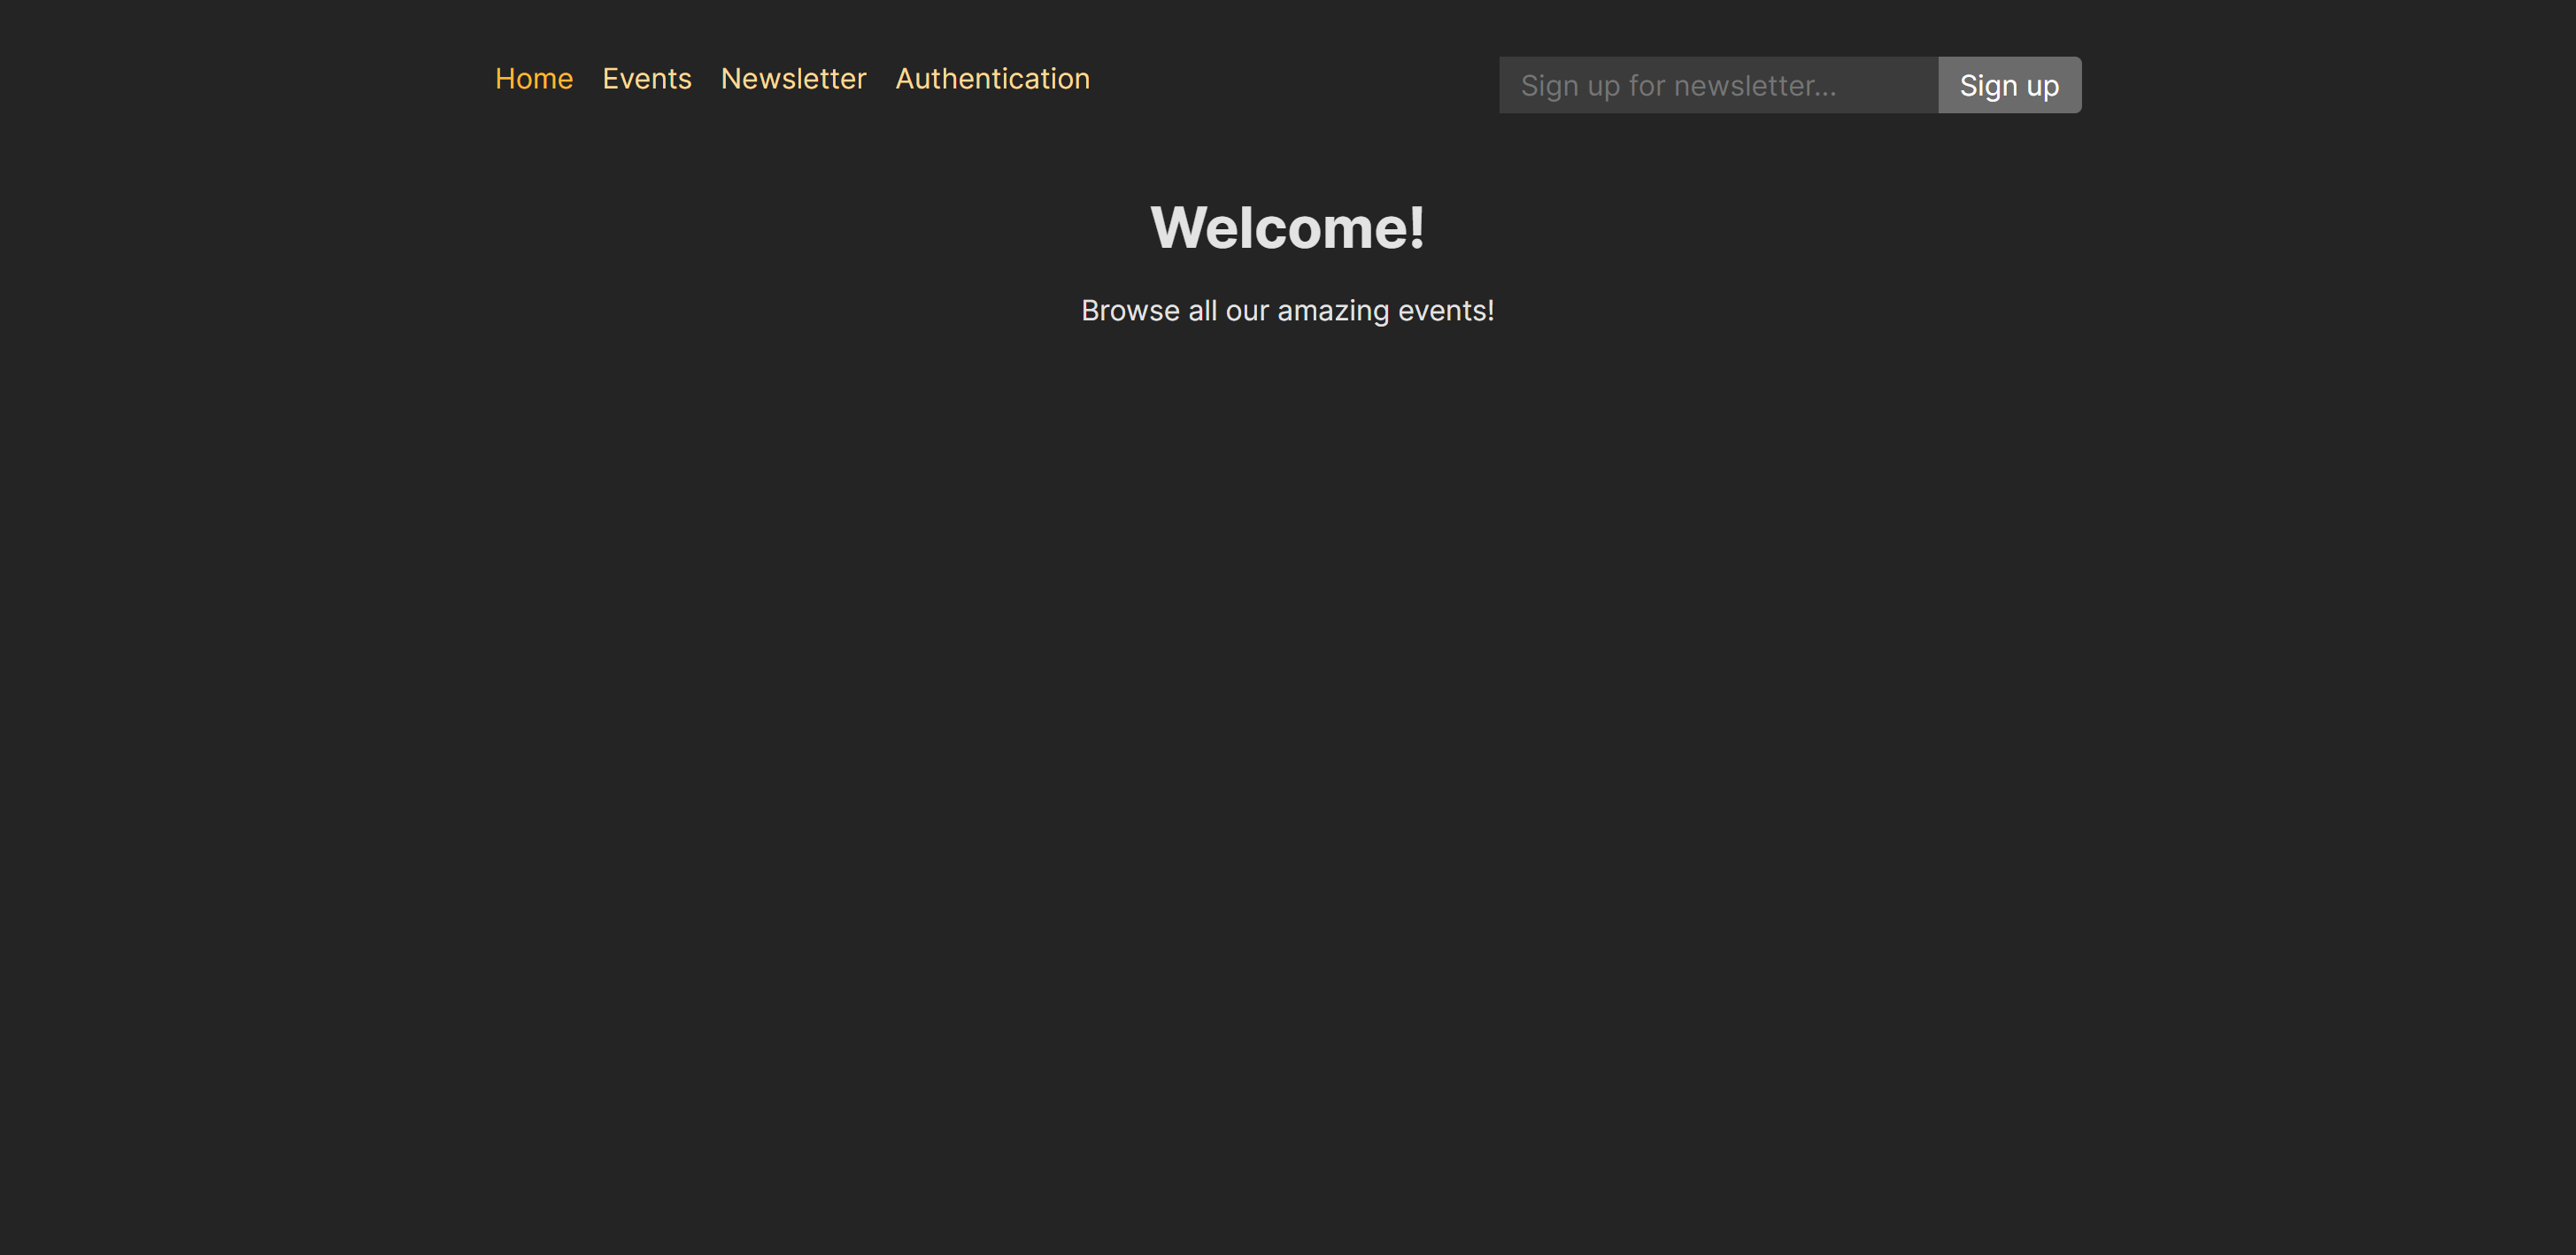 Home Events Newsletter Authentication
Sign up for newsletter... Sign up
Welcome!
Browse all our amazing events!